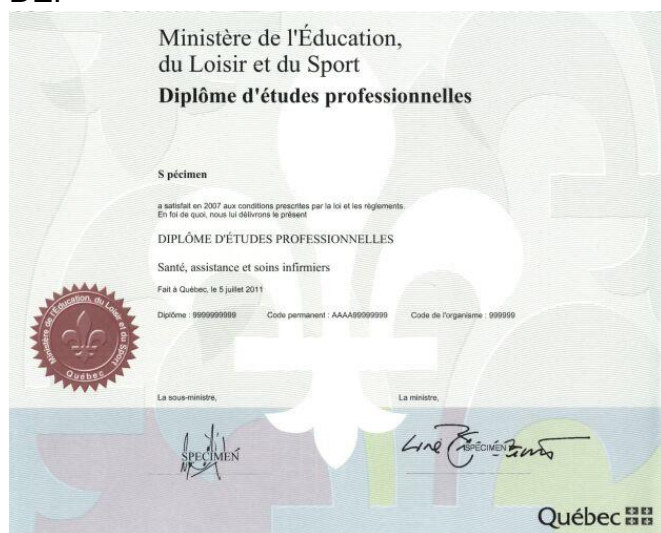 Ministère de l'Éducation,
du Loisir et du Sport
Diplôme d'études professionnelles
S pécimen
a satisfait en 2007 aux conditions prescrites par la loi et les règlements.
En foi de quoi, nous lui délivrons le présent
DIPLÔME D'ÉTUDES PROFESSIONNELLES
Santé, assistance et soins infirmiers
Fait à Québec, le 5 juillet 2011
Diplôme : 9999999999 Code permanent : AAAA99999999 Code de l'organisme : 999999
Ministère de l'Éducation, du Loisir et du Sport
Québec
La sous-ministre, La ministre,
SPECIMEN SPÉCIMEN
Québec